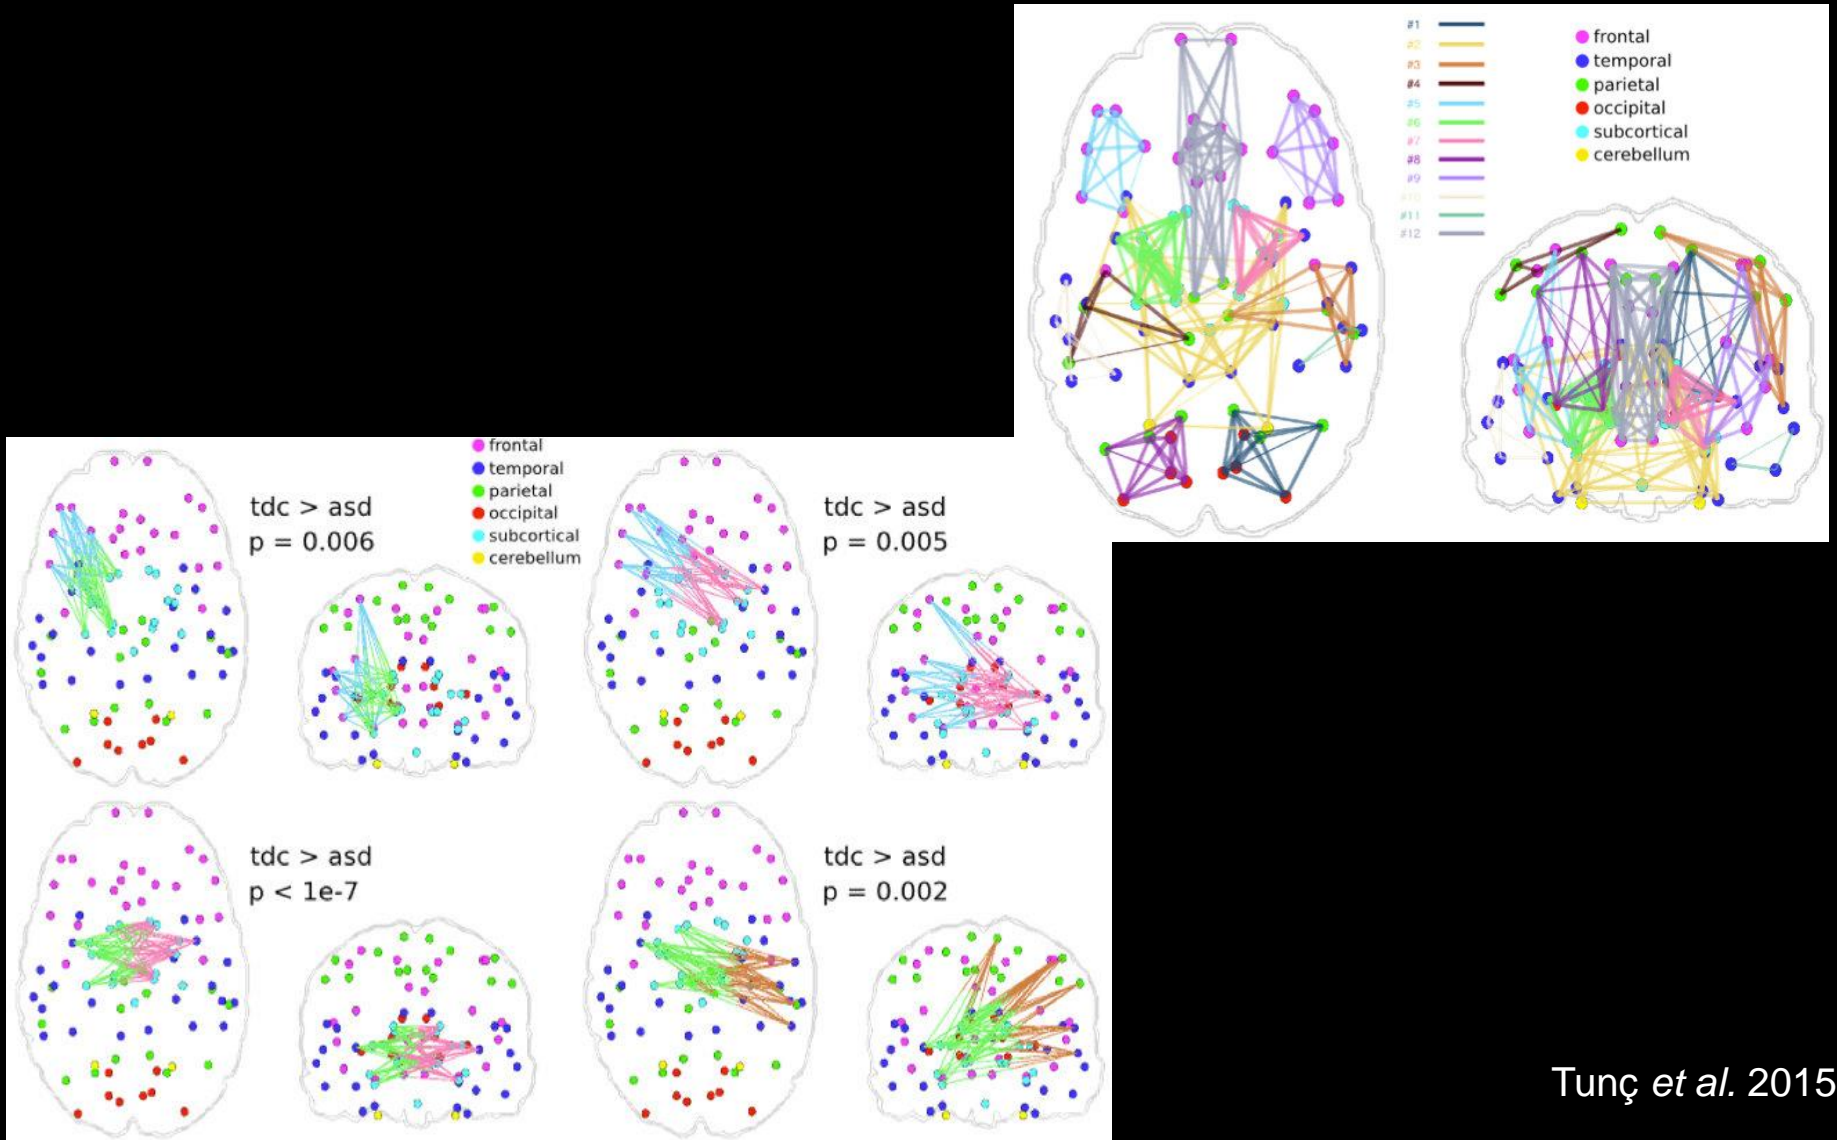 #1
#2
#3
#4
#5
#6
#7
#8
#9
#10
#11
#12
frontal
temporal
parietal
occipital
subcortical
cerebellum
frontal
temporal
parietal
occipital
subcortical
cerebellum
tdc > asd
p = 0.006
tdc > asd
p = 0.005
tdc > asd
p < 1e-7
tdc > asd
p = 0.002
Tunç et al. 2015